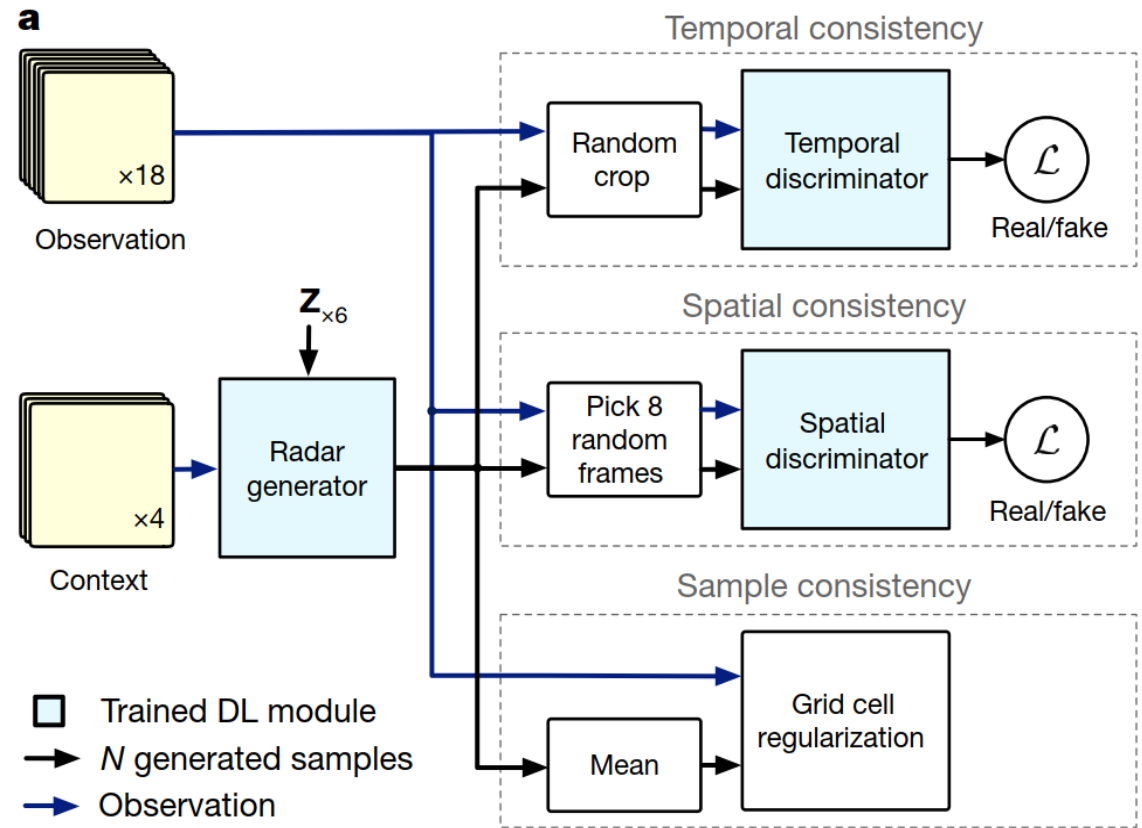 a
Temporal consistency
×18
Observation
Random
crop
Temporal
discriminator
ℒ
Real/fake
Z×6
Spatial consistency
×4
Context
Radar
generator
Pick 8
random
frames
Spatial
discriminator
ℒ
Real/fake
Sample consistency
Mean
Grid cell
regularization
Trained DL module
N generated samples
Observation